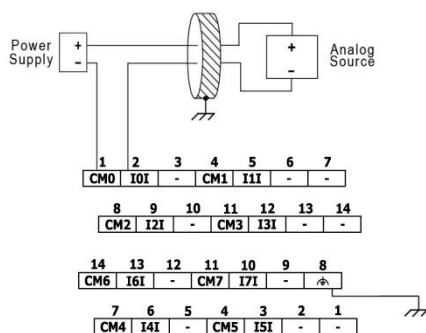 Power Supply
+
–
+
–
Analog Source
1 2 3 4 5 6 7
CM0 I0I - CM1 I1I - -
8 9 10 11 12 13 14
CM2 I2I - CM3 I3I - -
14 13 12 11 10 9 8
CM6 I6I - CM7 I7I -
7 6 5 4 3 2 1
CM4 I4I - CM5 I5I - -